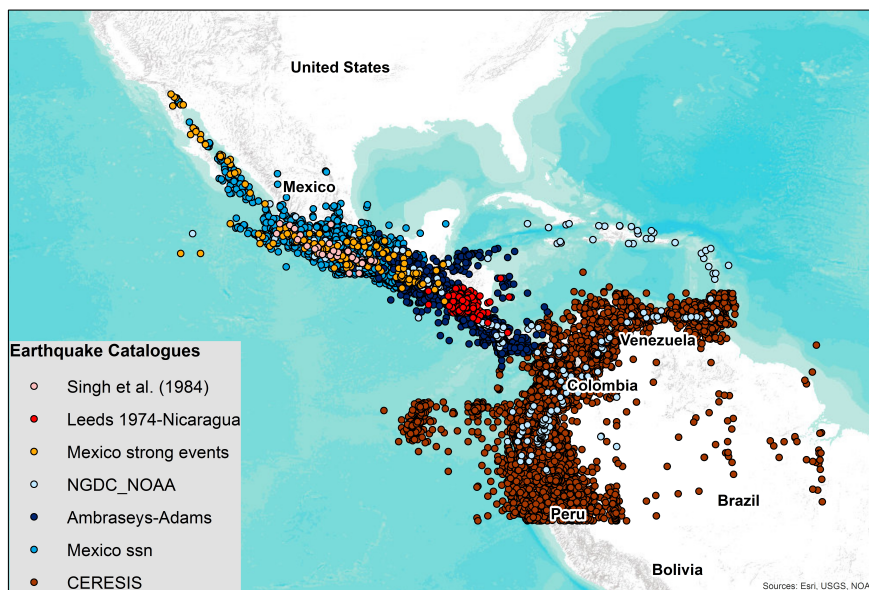 United States
Mexico
Earthquake Catalogues
Singh et al. (1984)
Leeds 1974-Nicaragua
Mexico strong events
NGDC_NOAA
Ambraseys-Adams
Mexico ssn
CERESIS
Venezuela
Colombia
Brazil
Peru
Bolivia
Sources: Esri, USGS, NOA